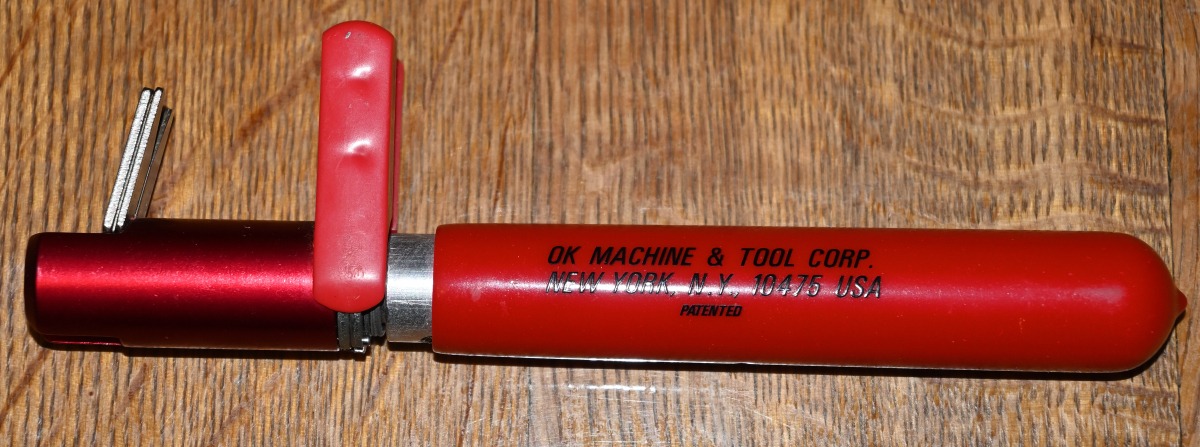 OK MACHINE & TOOL CORP.
NEW YORK, N.Y., 10475 USA
PATENTED